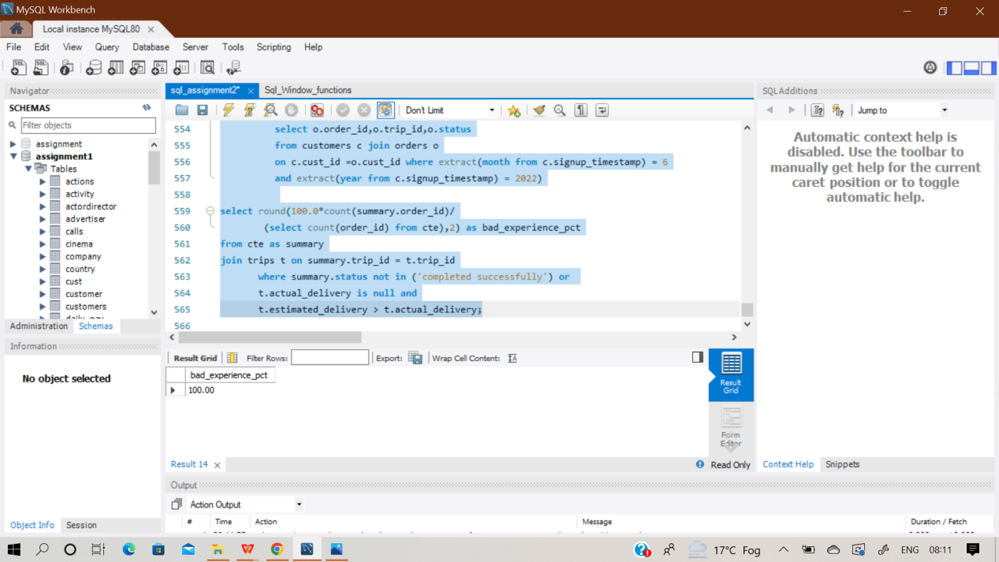 MySQL Workbench
Local instance MySQL80
File Edit View Query Database Server Tools Scripting Help
Navigator
SCHEMAS
Filter objects
assignment
assignment1
Tables
actions
activity
actordirector
advertiser
calls
cinema
company
country
cust
customer
customers
Administration Schemas
Information
No object selected
Object Info Session
sql_assignment2* Sql_Window_functions
Don't Limit
554 select o.order_id,o.trip_id,o.status
555 from customers c join orders o
556 on c.cust_id =o.cust_id where extract(month from c.signup_timestamp) = 6
557 and extract(year from c.signup_timestamp) = 2022)
558
559 select round(100.0*count(summary.order_id)/
560 (select count(order_id) from cte),2) as bad_experience_pct
561 from cte as summary
562 join trips t on summary.trip_id = t.trip_id
563 where summary.status not in ('completed successfully') or
564 t.actual_delivery is null and
565 t.estimated_delivery > t.actual_delivery;
566
Result Grid Filter Rows: Export: Wrap Cell Content:
bad_experience_pct
100.00
Result Grid
Form Editor
Result 14 Read Only
Output
Action Output
# Time Action Message Duration / Fetch
SQLAdditions
Jump to
Automatic context help is
disabled. Use the toolbar to
manually get help for the current
caret position or to toggle
automatic help.
Context Help Snippets
17°C Fog ENG 08:11